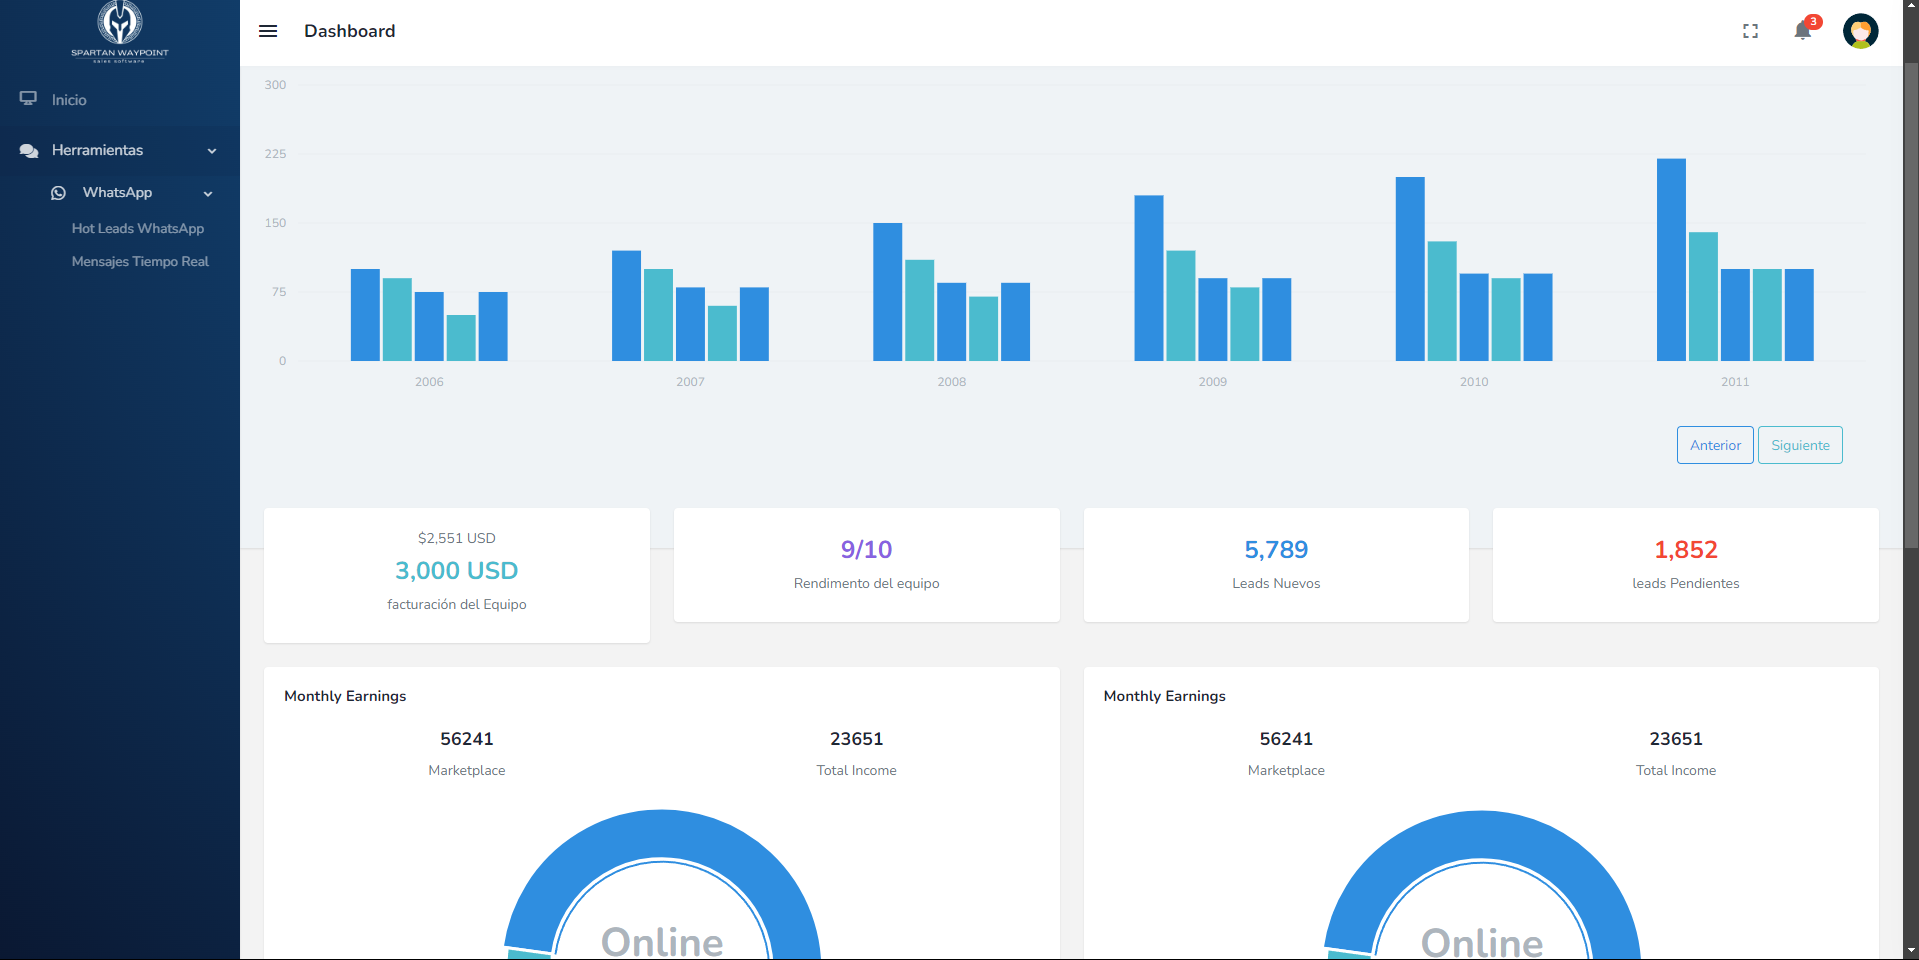 SPARTAN WAYPOINT
sales software
Inicio
Herramientas
WhatsApp
Hot Leads WhatsApp
Mensajes Tiempo Real
Dashboard
3
300
225
150
75
0
2006 2007 2008 2009 2010 2011
Anterior Siguiente
$2,551 USD
3,000 USD
facturación del Equipo
9/10
Rendimento del equipo
5,789
Leads Nuevos
1,852
leads Pendientes
Monthly Earnings
56241 23651
Marketplace Total Income
Online
Monthly Earnings
56241 23651
Marketplace Total Income
Online